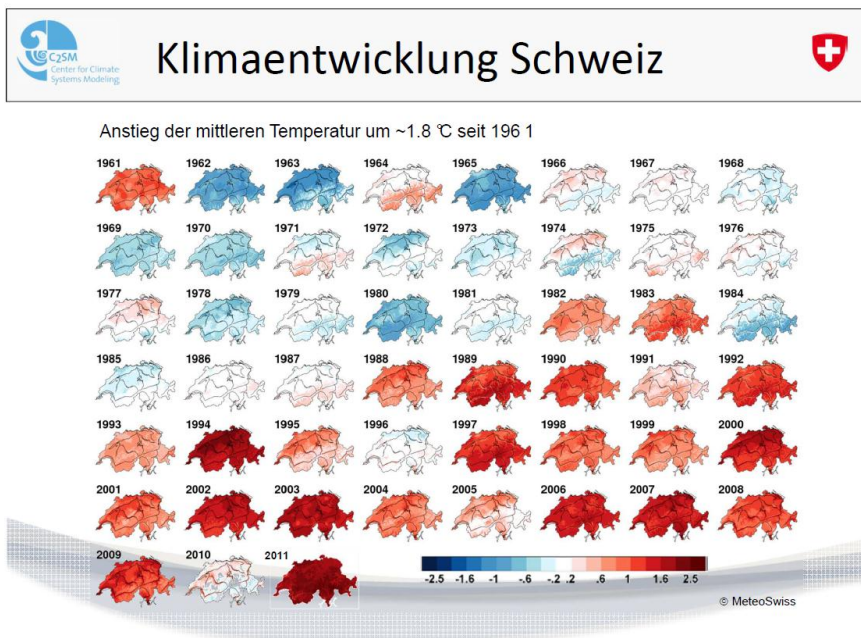 C2SM
Center for Climate
Systems Modeling
Klimaentwicklung Schweiz
Anstieg der mittleren Temperatur um ~1.8 °C seit 196 1
1961 1962 1963 1964 1965 1966 1967 1968
1969 1970 1971 1972 1973 1974 1975 1976
1977 1978 1979 1980 1981 1982 1983 1984
1985 1986 1987 1988 1989 1990 1991 1992
1993 1994 1995 1996 1997 1998 1999 2000
2001 2002 2003 2004 2005 2006 2007 2008
2009 2010 2011
-2.5 -1.6 -1 -.6 -.2 .2 .6 1 1.6 2.5
© MeteoSwiss